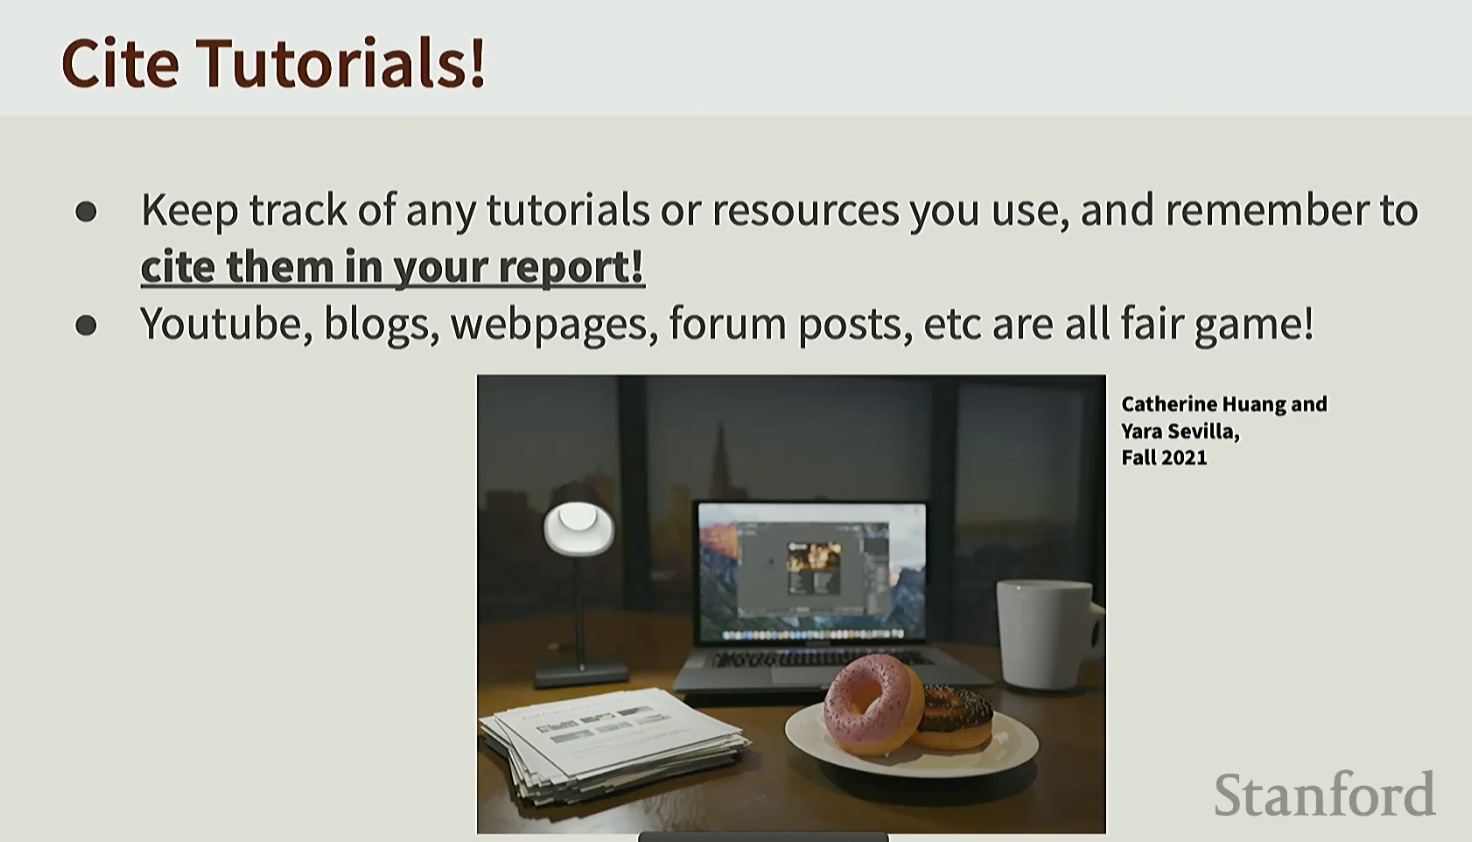 Cite Tutorials!
● Keep track of any tutorials or resources you use, and remember to
cite them in your report!
● Youtube, blogs, webpages, forum posts, etc are all fair game!
Catherine Huang and
Yara Sevilla,
Fall 2021
Stanford